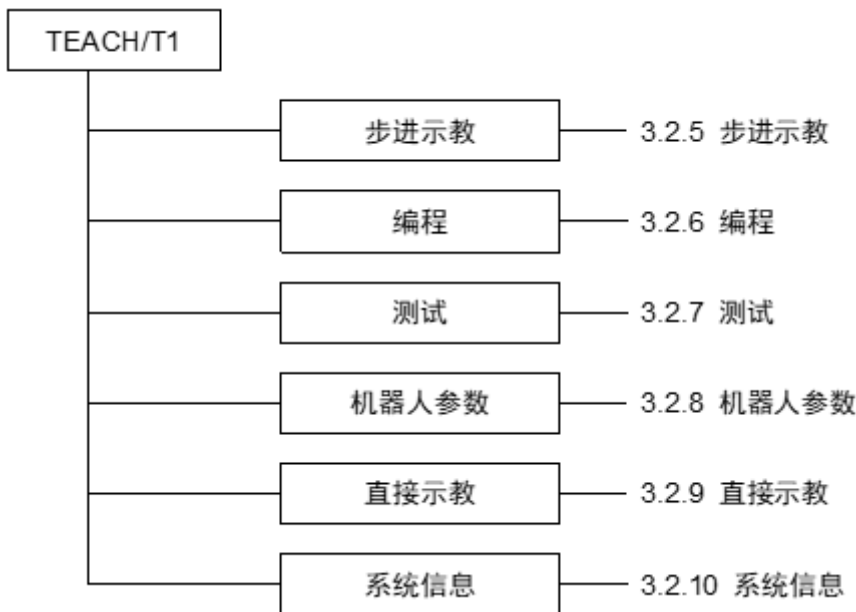 TEACH/T1
步进示教 3.2.5 步进示教
编程 3.2.6 编程
测试 3.2.7 测试
机器人参数 3.2.8 机器人参数
直接示教 3.2.9 直接示教
系统信息 3.2.10 系统信息